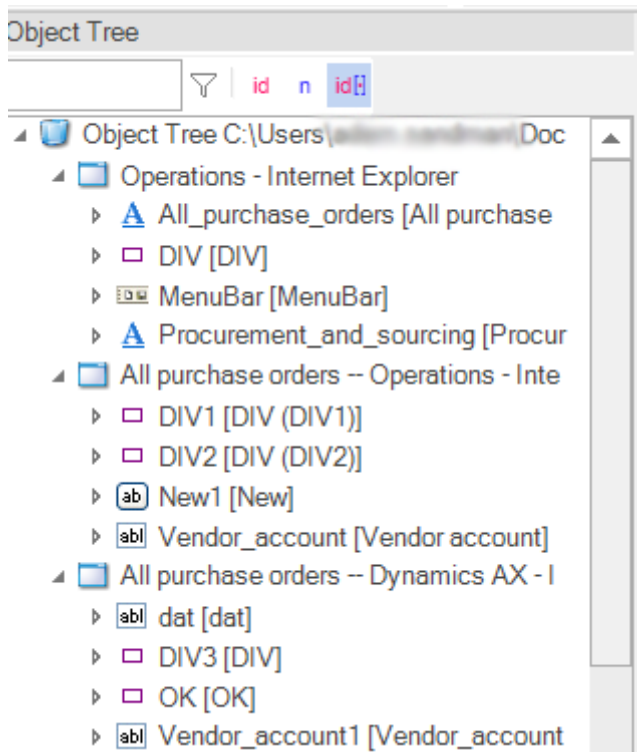 Object Tree
id n id[·]
Object Tree C:\Users\ \Doc
Operations - Internet Explorer
A All_purchase_orders [All purchase
DIV [DIV]
MenuBar [MenuBar]
A Procurement_and_sourcing [Procur
All purchase orders -- Operations - Inte
DIV1 [DIV (DIV1)]
DIV2 [DIV (DIV2)]
ab New1 [New]
abl Vendor_account [Vendor account]
All purchase orders -- Dynamics AX - I
abl dat [dat]
DIV3 [DIV]
OK [OK]
abl Vendor_account1 [Vendor_account